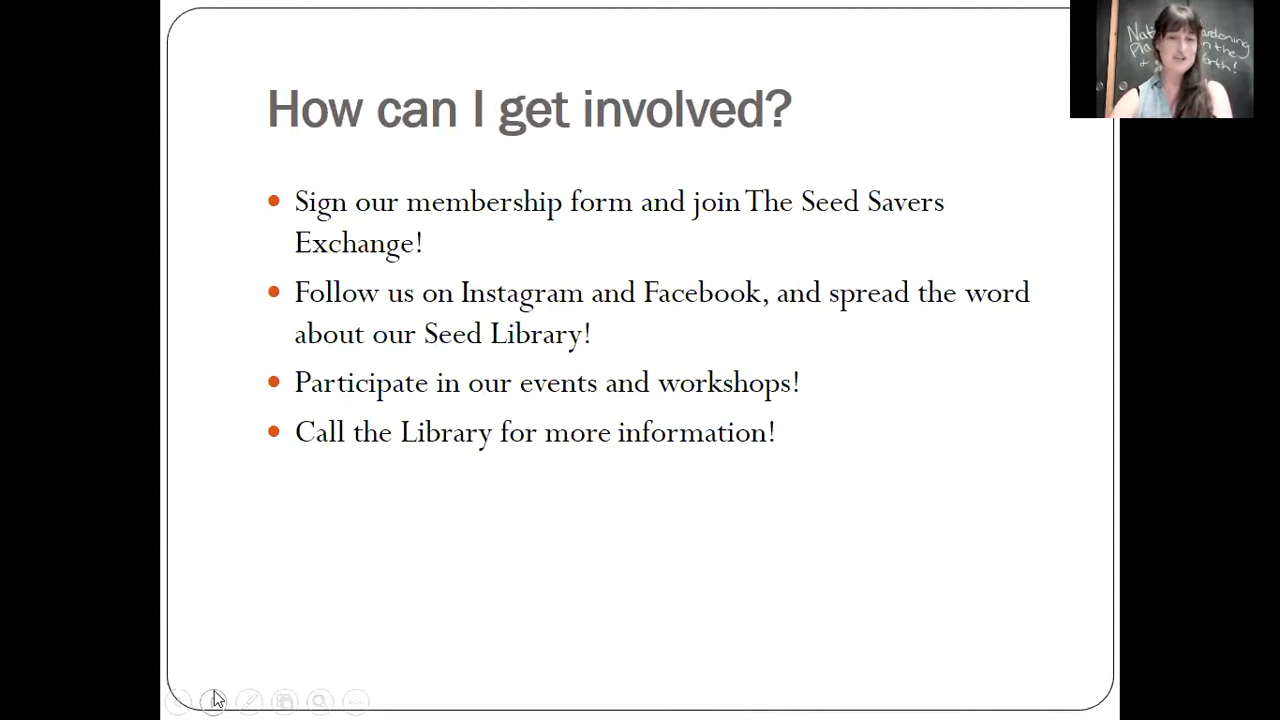 How can I get involved?
Sign our membership form and join The Seed Savers
Exchange!
Follow us on Instagram and Facebook, and spread the word
about our Seed Library!
Participate in our events and workshops!
Call the Library for more information!